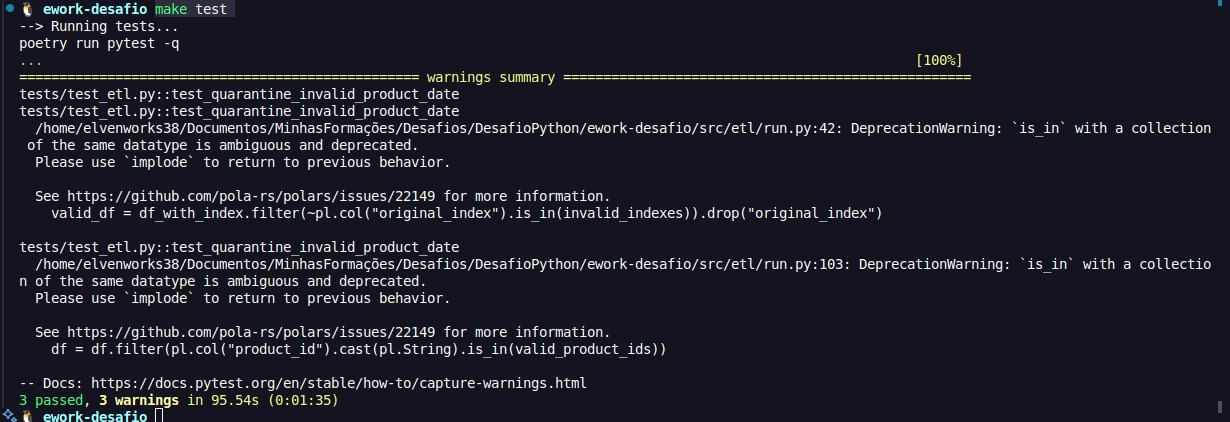 ework-desafio make test
--> Running tests...
poetry run pytest -q
... [100%]
================================================== warnings summary ===================================================
tests/test_etl.py::test_quarantine_invalid_product_date
tests/test_etl.py::test_quarantine_invalid_product_date
/home/elvenworks38/Documentos/MinhasFormações/Desafios/DesafioPython/ework-desafio/src/etl/run.py:42: DeprecationWarning: `is_in` with a collection
of the same datatype is ambiguous and deprecated.
Please use `implode` to return to previous behavior.
See https://github.com/pola-rs/polars/issues/22149 for more information.
valid_df = df_with_index.filter(~pl.col("original_index").is_in(invalid_indexes)).drop("original_index")
tests/test_etl.py::test_quarantine_invalid_product_date
/home/elvenworks38/Documentos/MinhasFormações/Desafios/DesafioPython/ework-desafio/src/etl/run.py:103: DeprecationWarning: `is_in` with a collectio
n of the same datatype is ambiguous and deprecated.
Please use `implode` to return to previous behavior.
See https://github.com/pola-rs/polars/issues/22149 for more information.
df = df.filter(pl.col("product_id").cast(pl.String).is_in(valid_product_ids))
-- Docs: https://docs.pytest.org/en/stable/how-to/capture-warnings.html
3 passed, 3 warnings in 95.54s (0:01:35)
ework-desafio